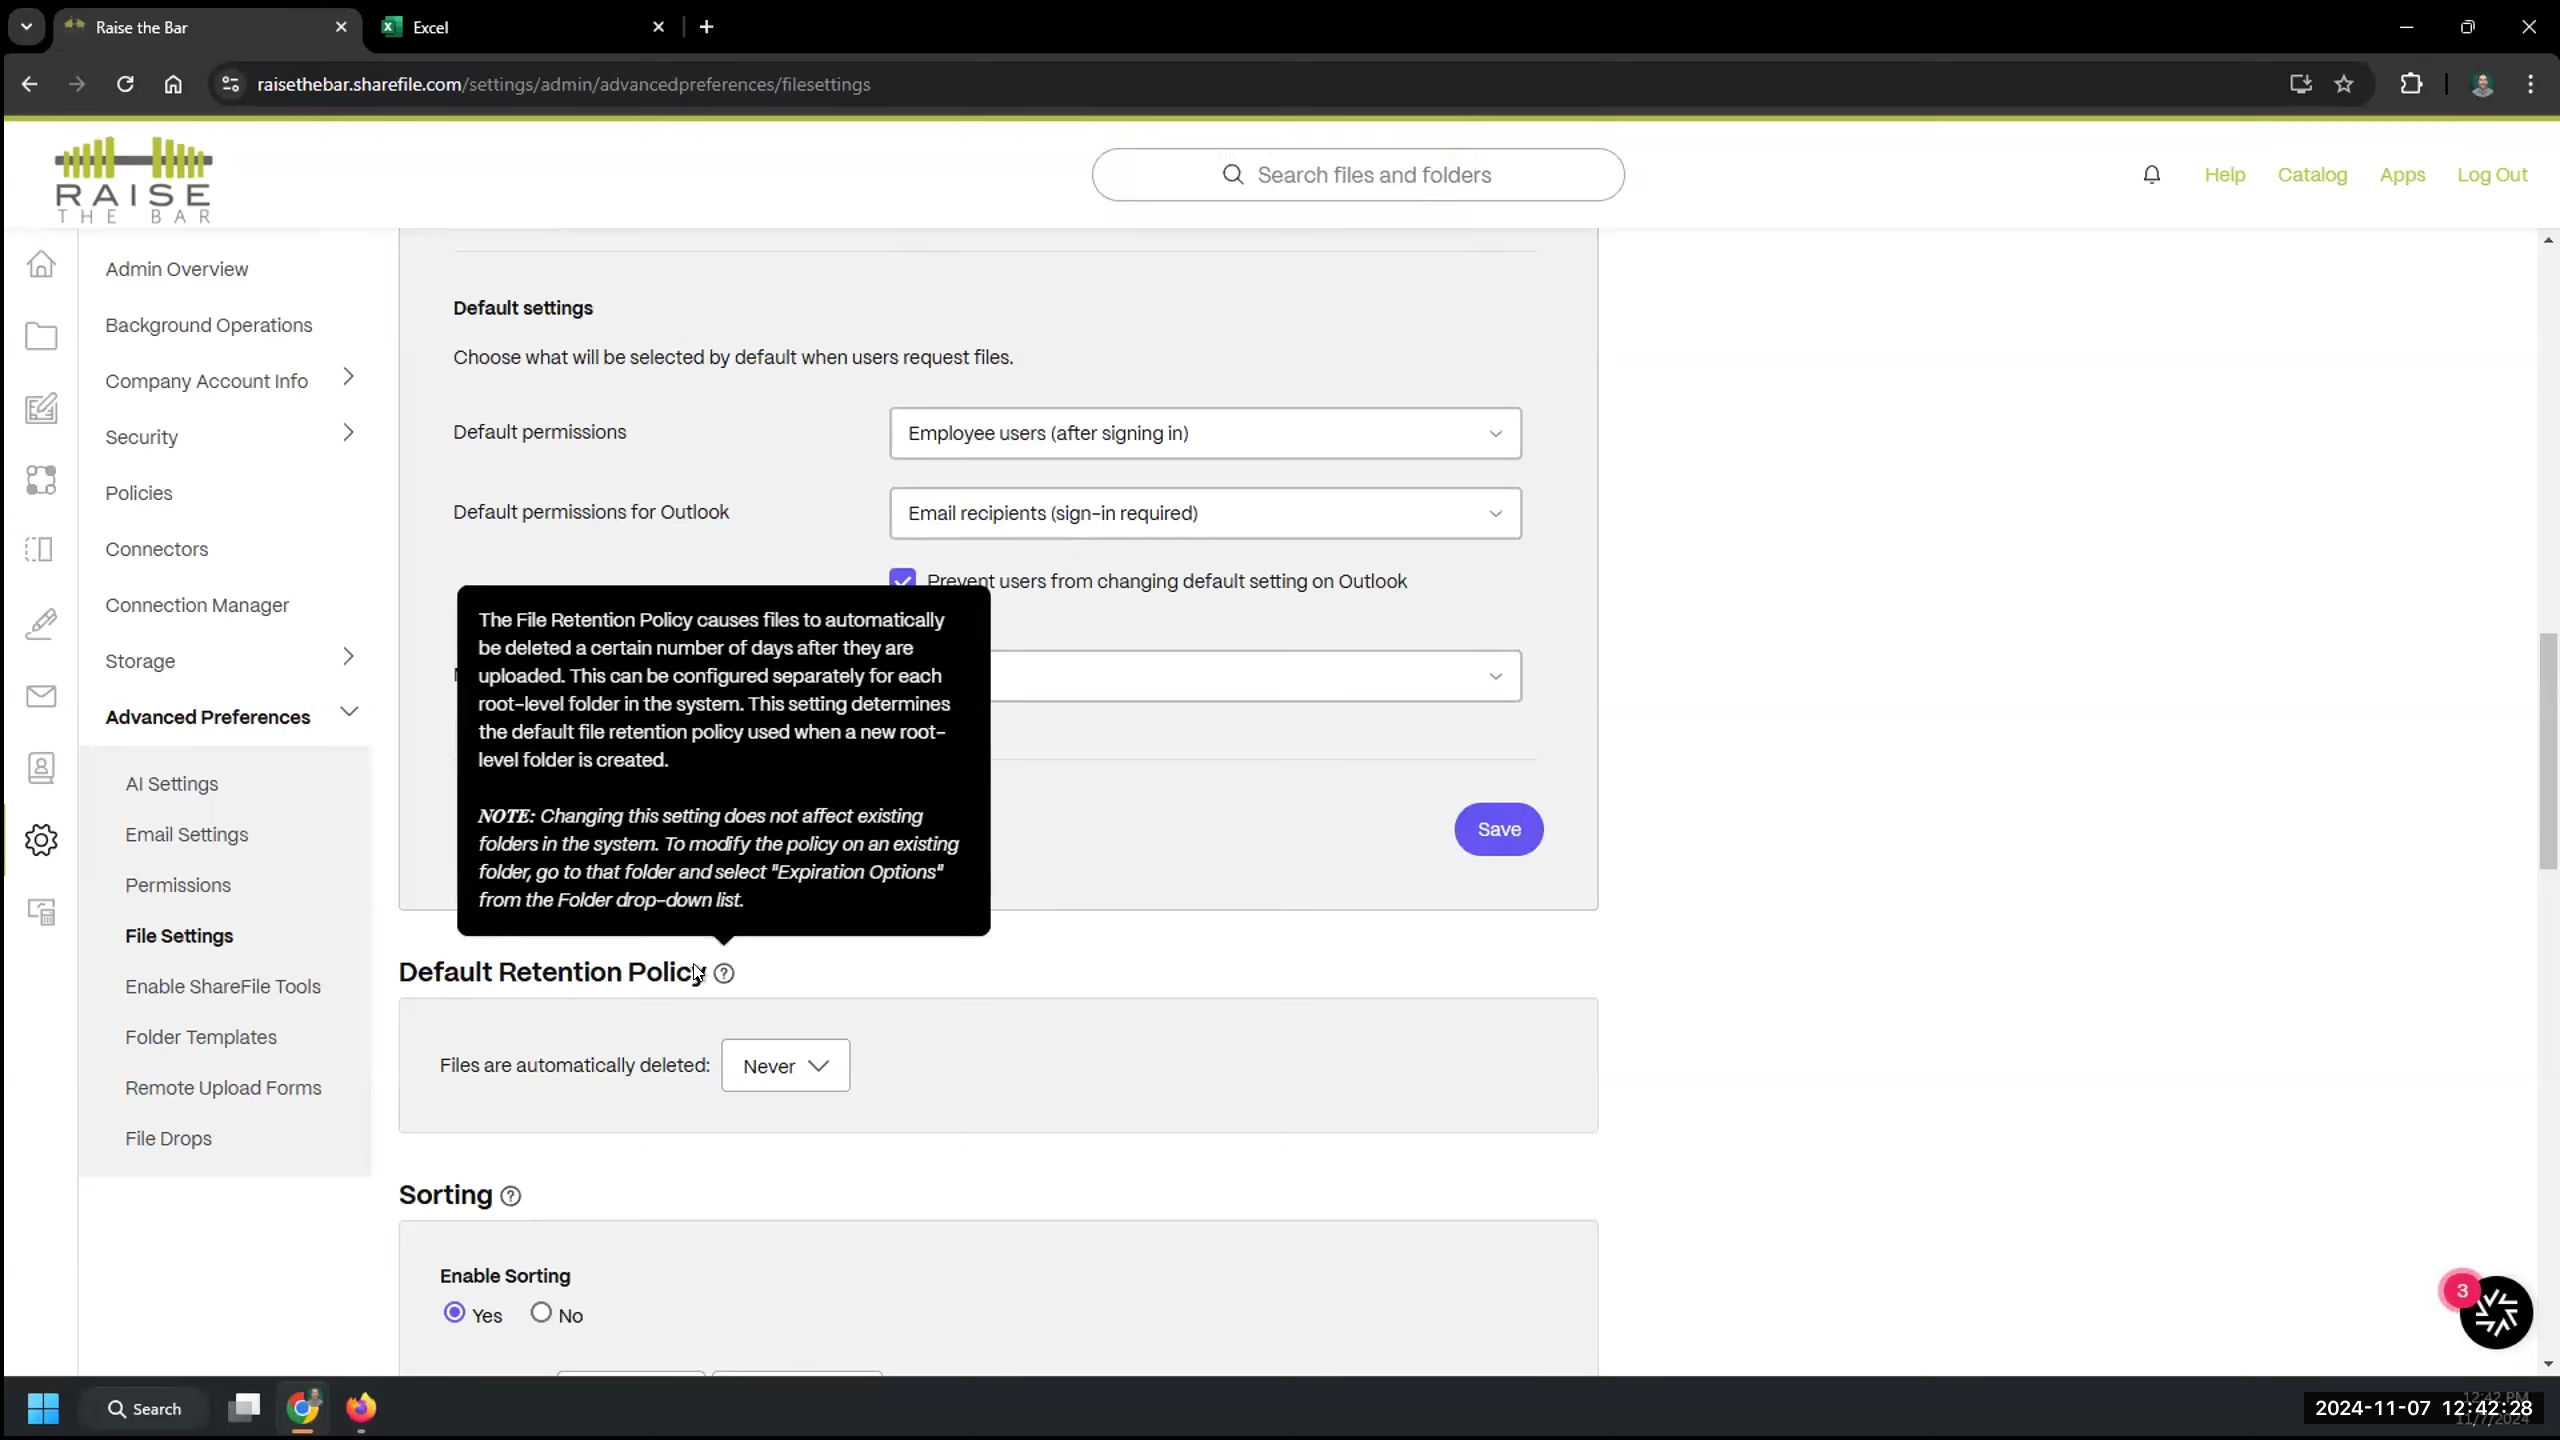 Raise the Bar
Excel
raisethebar.sharefile.com/settings/admin/advancedpreferences/filesettings
RAISE
THE BAR
Search files and folders
Help
Catalog
Apps
Log Out
Admin Overview
Background Operations
Company Account Info
Security
Policies
Connectors
Connection Manager
Storage
Advanced Preferences
AI Settings
Email Settings
Permissions
File Settings
Enable ShareFile Tools
Folder Templates
Remote Upload Forms
File Drops
Default settings
Choose what will be selected by default when users request files.
Default permissions
Employee users (after signing in)
Default permissions for Outlook
Email recipients (sign-in required)
Prevent users from changing default setting on Outlook
The File Retention Policy causes files to automatically
be deleted a certain number of days after they are
uploaded. This can be configured separately for each
root-level folder in the system. This setting determines
the default file retention policy used when a new root-
level folder is created.
NOTE: Changing this setting does not affect existing
folders in the system. To modify the policy on an existing
folder, go to that folder and select "Expiration Options"
from the Folder drop-down list.
Save
Default Retention Policy
Files are automatically deleted:
Never
Sorting
Enable Sorting
Yes
No
3
Search
12:42 PM
2024-11-07 12:42:28
11/7/2024